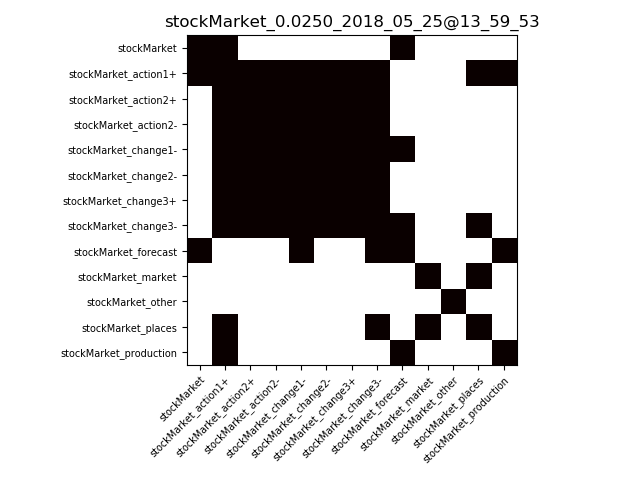 stockMarket_0.0250_2018_05_25@13_59_53
stockMarket
stockMarket_action1+
stockMarket_action2+
stockMarket_action2-
stockMarket_change1-
stockMarket_change2-
stockMarket_change3+
stockMarket_change3-
stockMarket_forecast
stockMarket_market
stockMarket_other
stockMarket_places
stockMarket_production
stockMarket
stockMarket_action1+
stockMarket_action2+
stockMarket_action2-
stockMarket_change1-
stockMarket_change2-
stockMarket_change3+
stockMarket_change3-
stockMarket_forecast
stockMarket_market
stockMarket_other
stockMarket_places
stockMarket_production